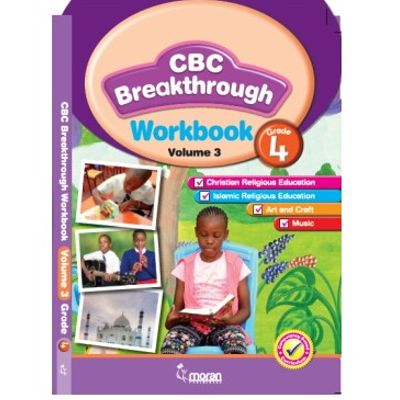 CBC
Breakthrough
Workbook
Volume 3
Grade
4
Christian Religious Education
Islamic Religious Education
Art and Craft
Music
moran
CBC Breakthrough Workbook Volume 3 Grade 4